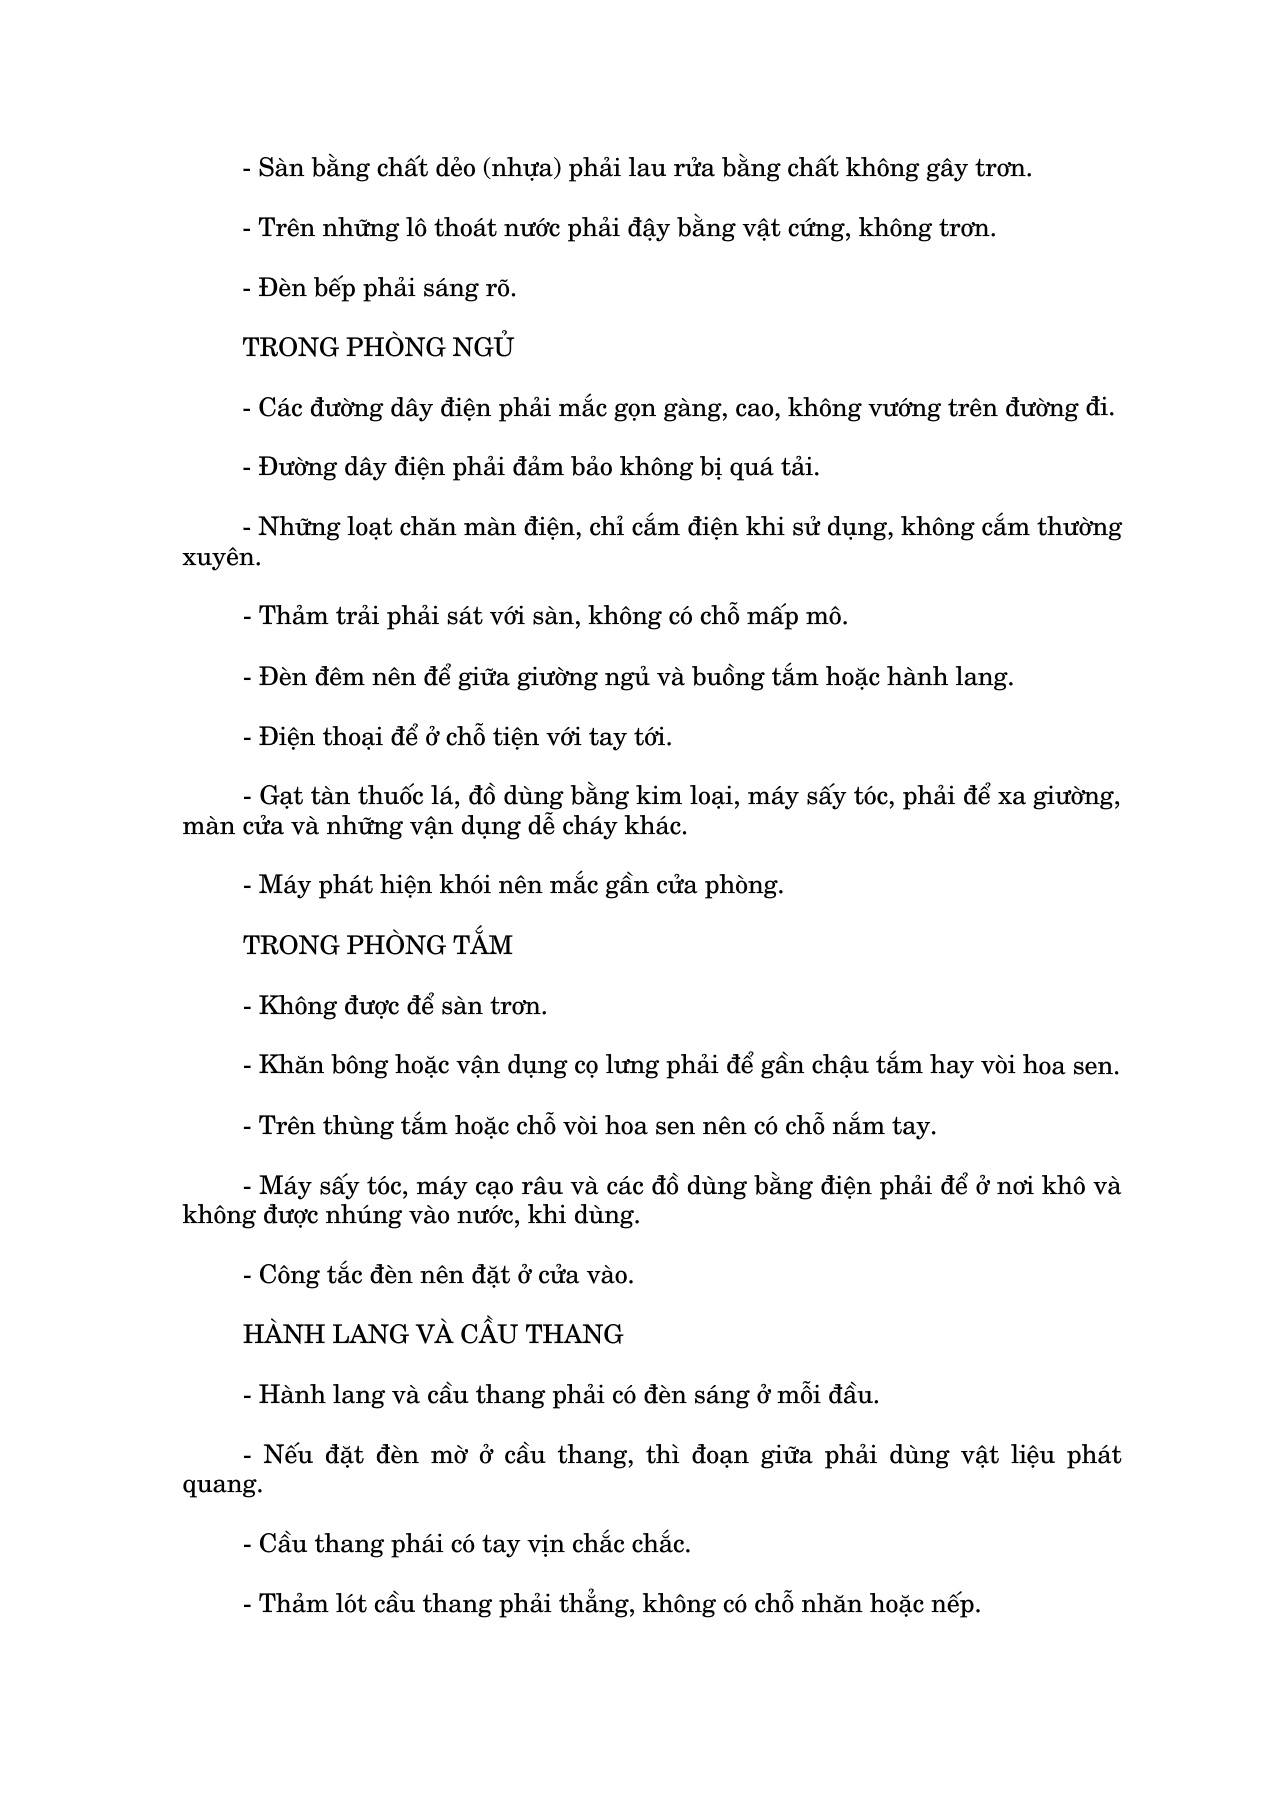 - Sàn bằng chất dẻo (nhựa) phải lau rửa bằng chất không gây trơn.
- Trên những lô thoát nước phải đậy bằng vật cứng, không trơn.
- Đèn bếp phải sáng rõ.
TRONG PHÒNG NGỦ
- Các đường dây điện phải mắc gọn gàng, cao, không vướng trên đường đi.
- Đường dây điện phải đảm bảo không bị quá tải.
- Những loạt chăn màn điện, chỉ cắm điện khi sử dụng, không cắm thường
xuyên.
- Thảm trải phải sát với sàn, không có chỗ mấp mô.
- Đèn đêm nên để giữa giường ngủ và buồng tắm hoặc hành lang.
- Điện thoại để ở chỗ tiện với tay tới.
- Gạt tàn thuốc lá, đồ dùng bằng kim loại, máy sấy tóc, phải để xa giường,
màn cửa và những vận dụng dễ cháy khác.
- Máy phát hiện khói nên mắc gần cửa phòng.
TRONG PHÒNG TẮM
- Không được để sàn trơn.
- Khăn bông hoặc vận dụng cọ lưng phải để gần chậu tắm hay vòi hoa sen.
- Trên thùng tắm hoặc chỗ vòi hoa sen nên có chỗ nắm tay.
- Máy sấy tóc, máy cạo râu và các đồ dùng bằng điện phải để ở nơi khô và
không được nhúng vào nước, khi dùng.
- Công tắc đèn nên đặt ở cửa vào.
HÀNH LANG VÀ CẦU THANG
- Hành lang và cầu thang phải có đèn sáng ở mỗi đầu.
- Nếu đặt đèn mờ ở cầu thang, thì đoạn giữa phải dùng vật liệu phát
quang.
- Cầu thang phái có tay vịn chắc chắc.
- Thảm lót cầu thang phải thẳng, không có chỗ nhăn hoặc nếp.